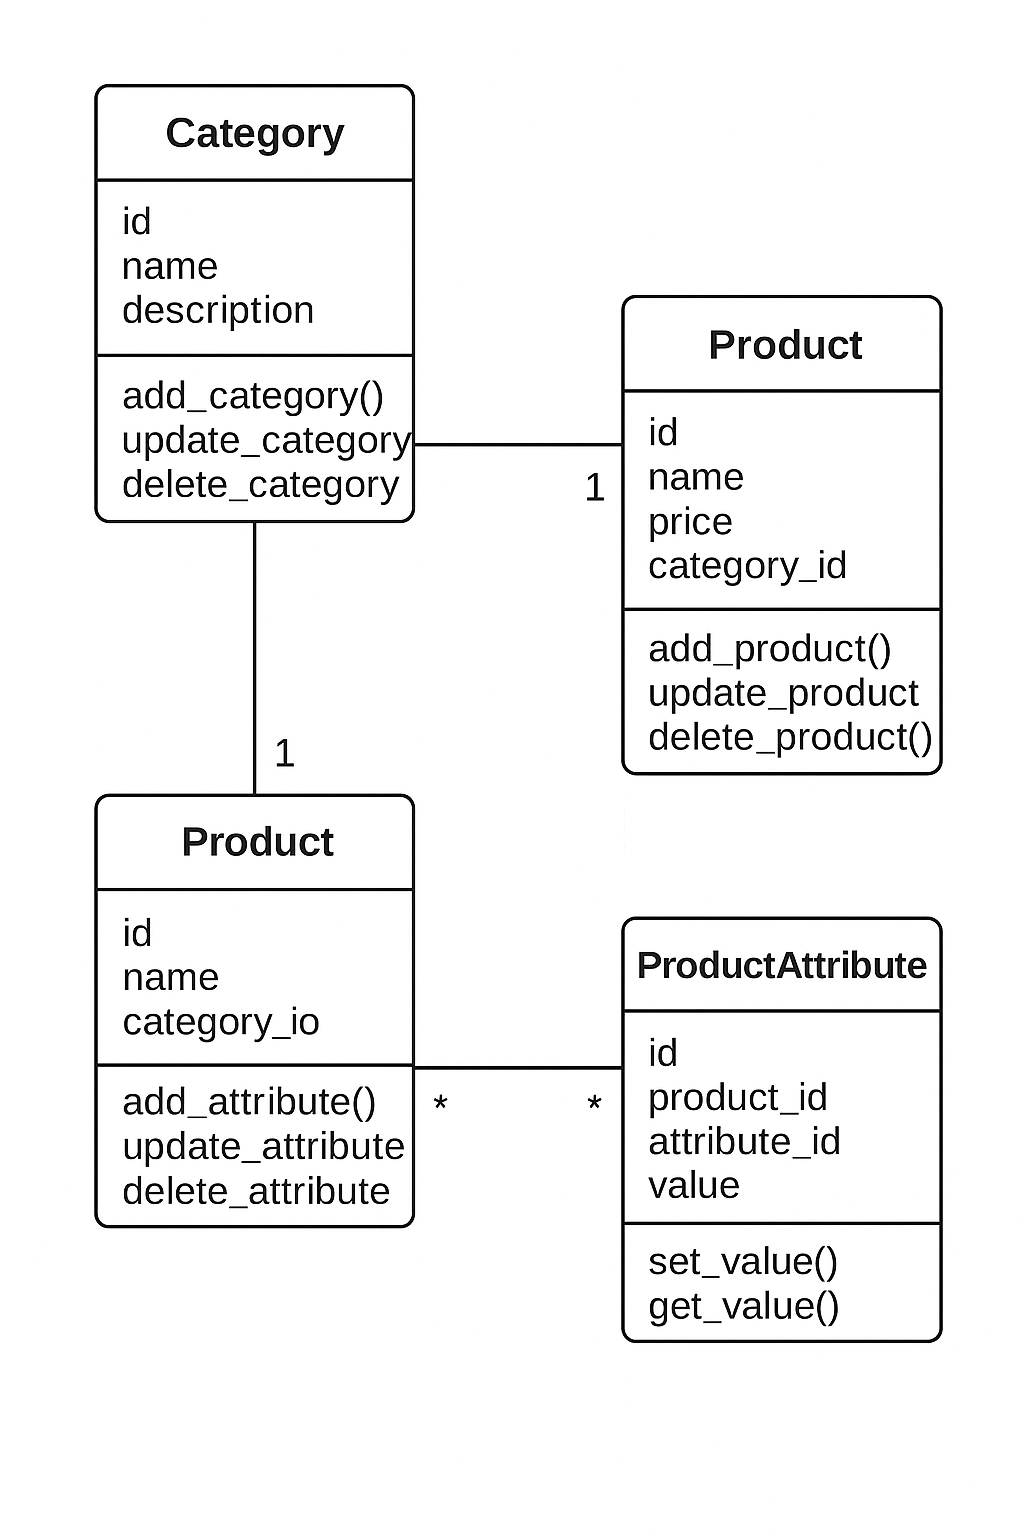 Category
id
name
description
add_category()
update_category
delete_category
1
Product
id
name
price
category_id
add_product()
update_product
delete_product()
1
Product
id
name
category_io
add_attribute()
update_attribute
delete_attribute
*
*
ProductAttribute
id
product_id
attribute_id
value
set_value()
get_value()